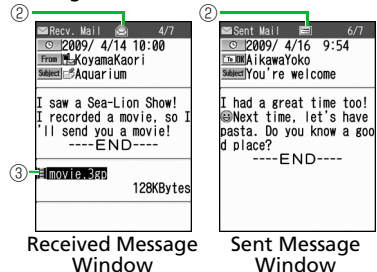 ② ②
Recv. Mail 4/7
2009/ 4/14 10:00
From KoyamaKaori
Subject Aquarium
I saw a Sea-Lion Show!
I recorded a movie, so I
'll send you a movie!
----END----
③ movie.3gp
128KBytes
Received Message
Window
Sent Mail 6/7
2009/ 4/16 9:54
To OK AikawaYoko
Subject You're welcome
I had a great time too!
Next time, let's have
pasta. Do you know a goo
d place?
----END----
Sent Message
Window